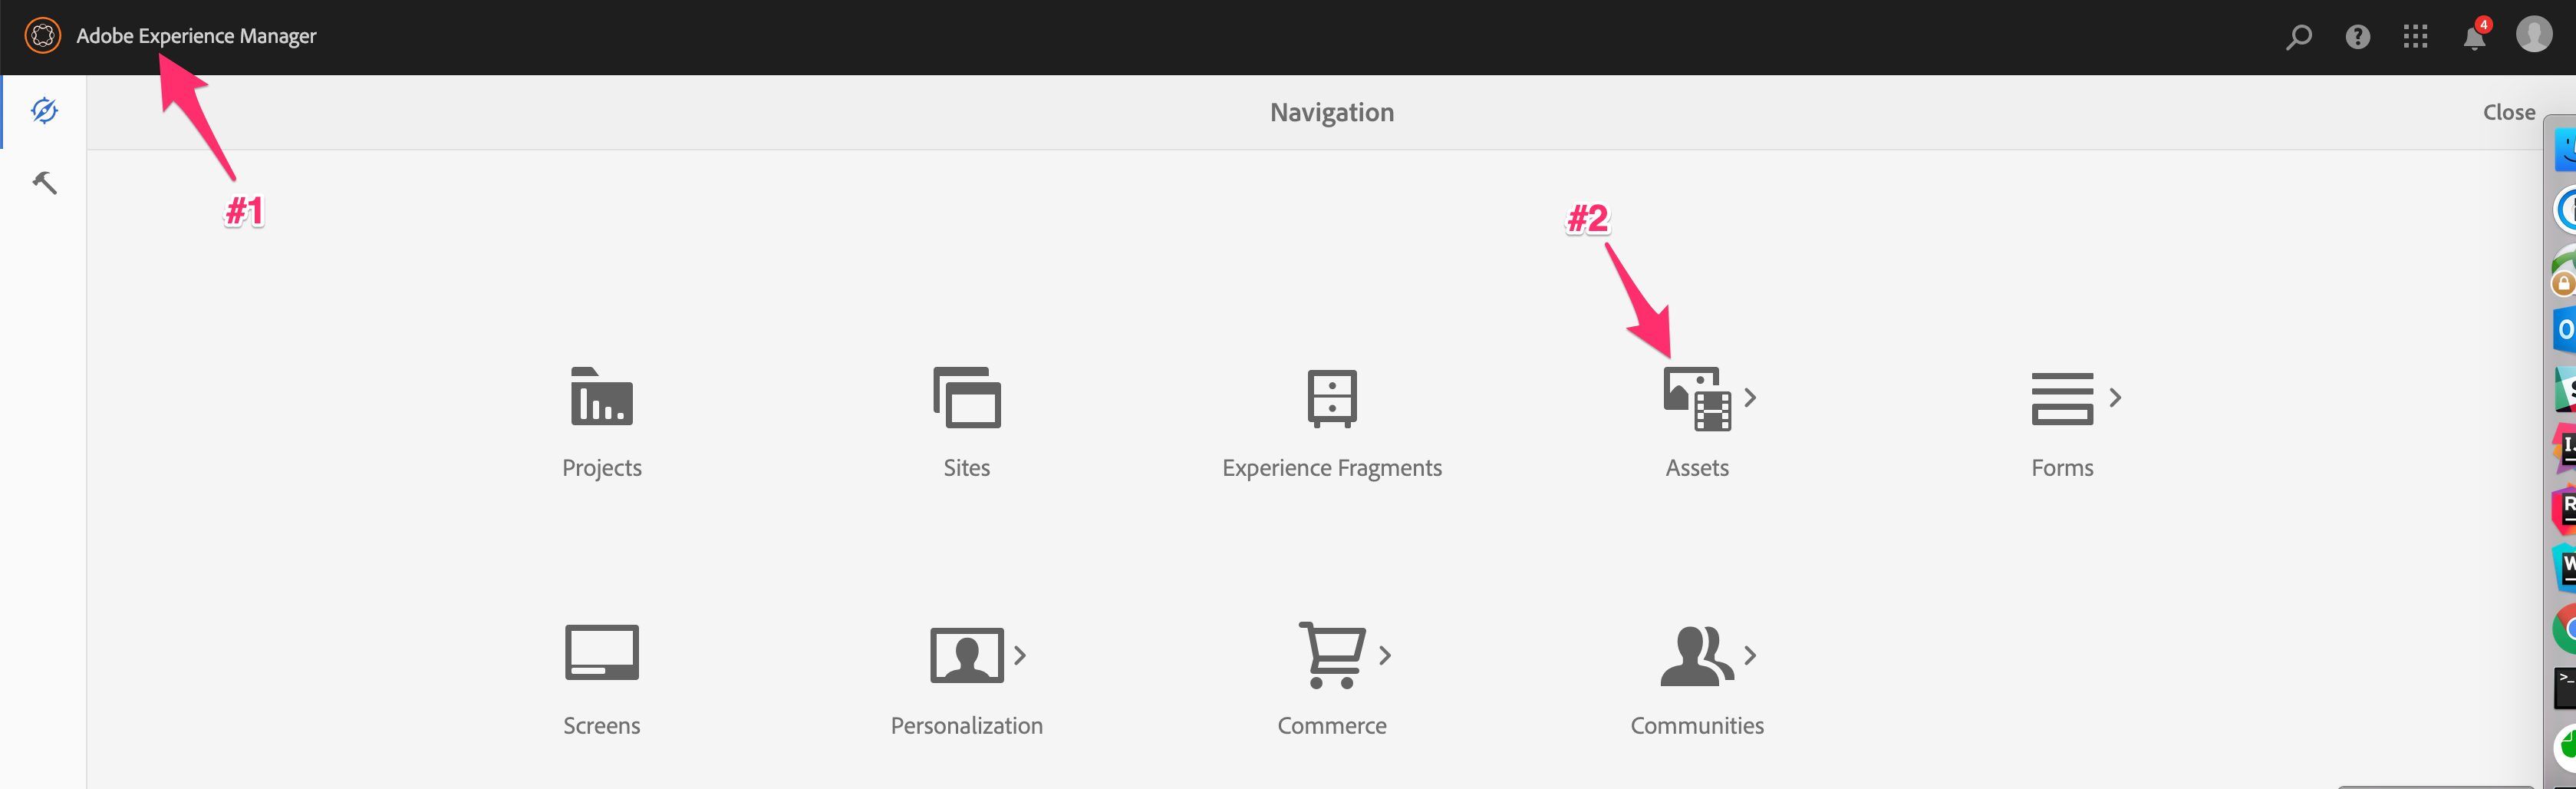 Adobe Experience Manager
4
Navigation
Close
#1
#2
Projects
Sites
Experience Fragments
Assets
Forms
Screens
Personalization
Commerce
Communities